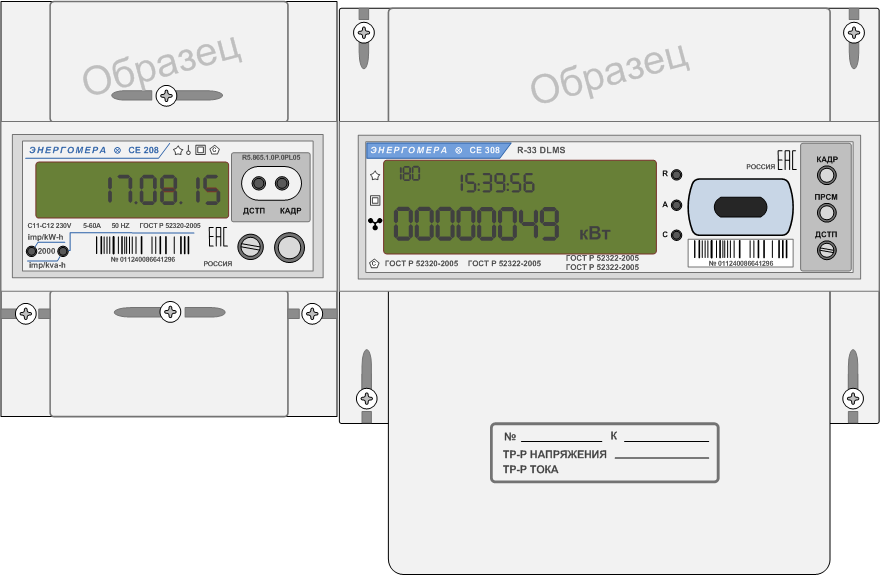 Образец
ЭНЕРГОМЕРА CE 208
R5.865.1.0P.0PL05
17.08.15
ДСТП КАДР
C11-C12 230V 5-60A 50 HZ ГОСТ Р 52320-2005
imp/kW-h
2000
imp/kva-h
№ 011240086641296
EAC
РОССИЯ
Образец
ЭНЕРГОМЕРА CE 308 R-33 DLMS
180
15:39:56
00000049 кВт
ГОСТ Р 52320-2005 ГОСТ Р 52322-2005
ГОСТ Р 52322-2005
ГОСТ Р 52322-2005
R
A
C
РОССИЯ EAC
№ 011240086641296
КАДР
ПРСМ
ДСТП
№ К
ТР-Р НАПРЯЖЕНИЯ
ТР-Р ТОКА